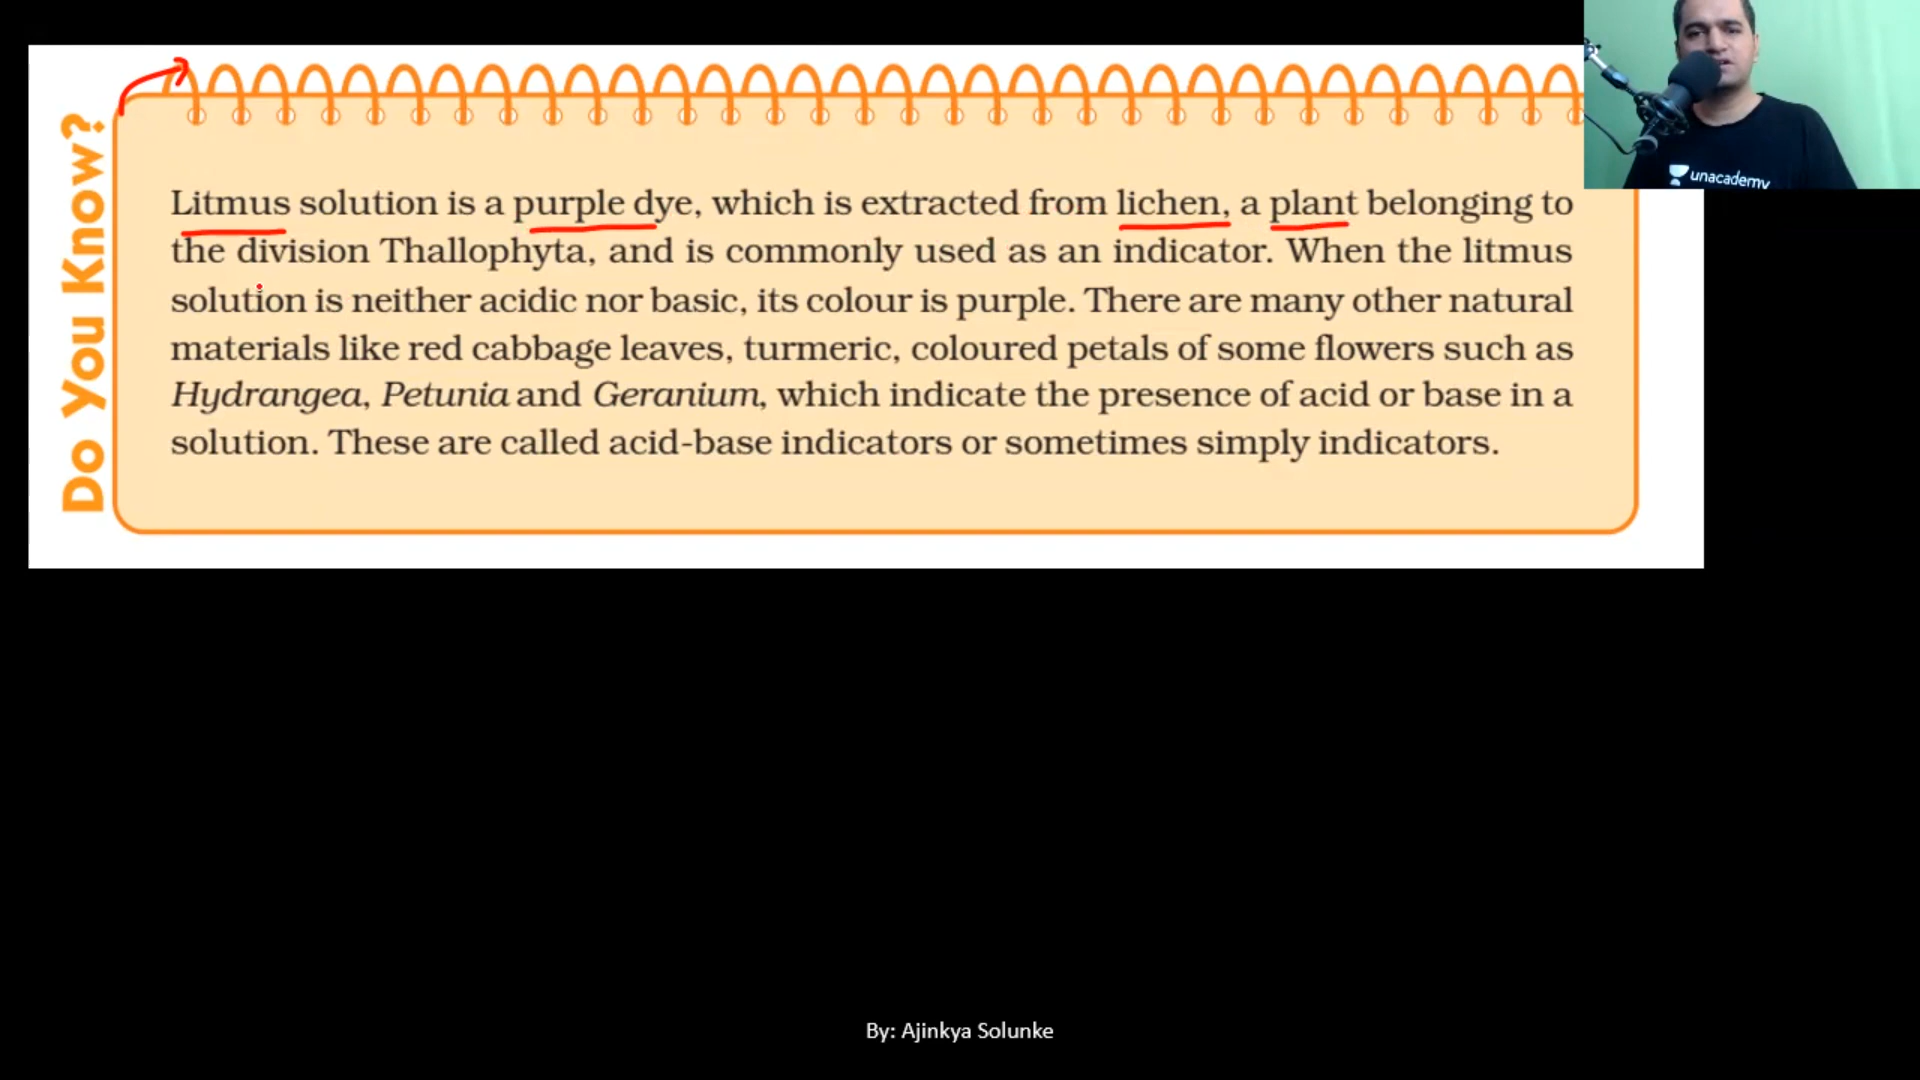 Do You Know?
Litmus solution is a purple dye, which is extracted from lichen, a plant belonging to
the division Thallophyta, and is commonly used as an indicator. When the litmus
solution is neither acidic nor basic, its colour is purple. There are many other natural
materials like red cabbage leaves, turmeric, coloured petals of some flowers such as
Hydrangea, Petunia and Geranium, which indicate the presence of acid or base in a
solution. These are called acid-base indicators or sometimes simply indicators.
unacademy
By: Ajinkya Solunke